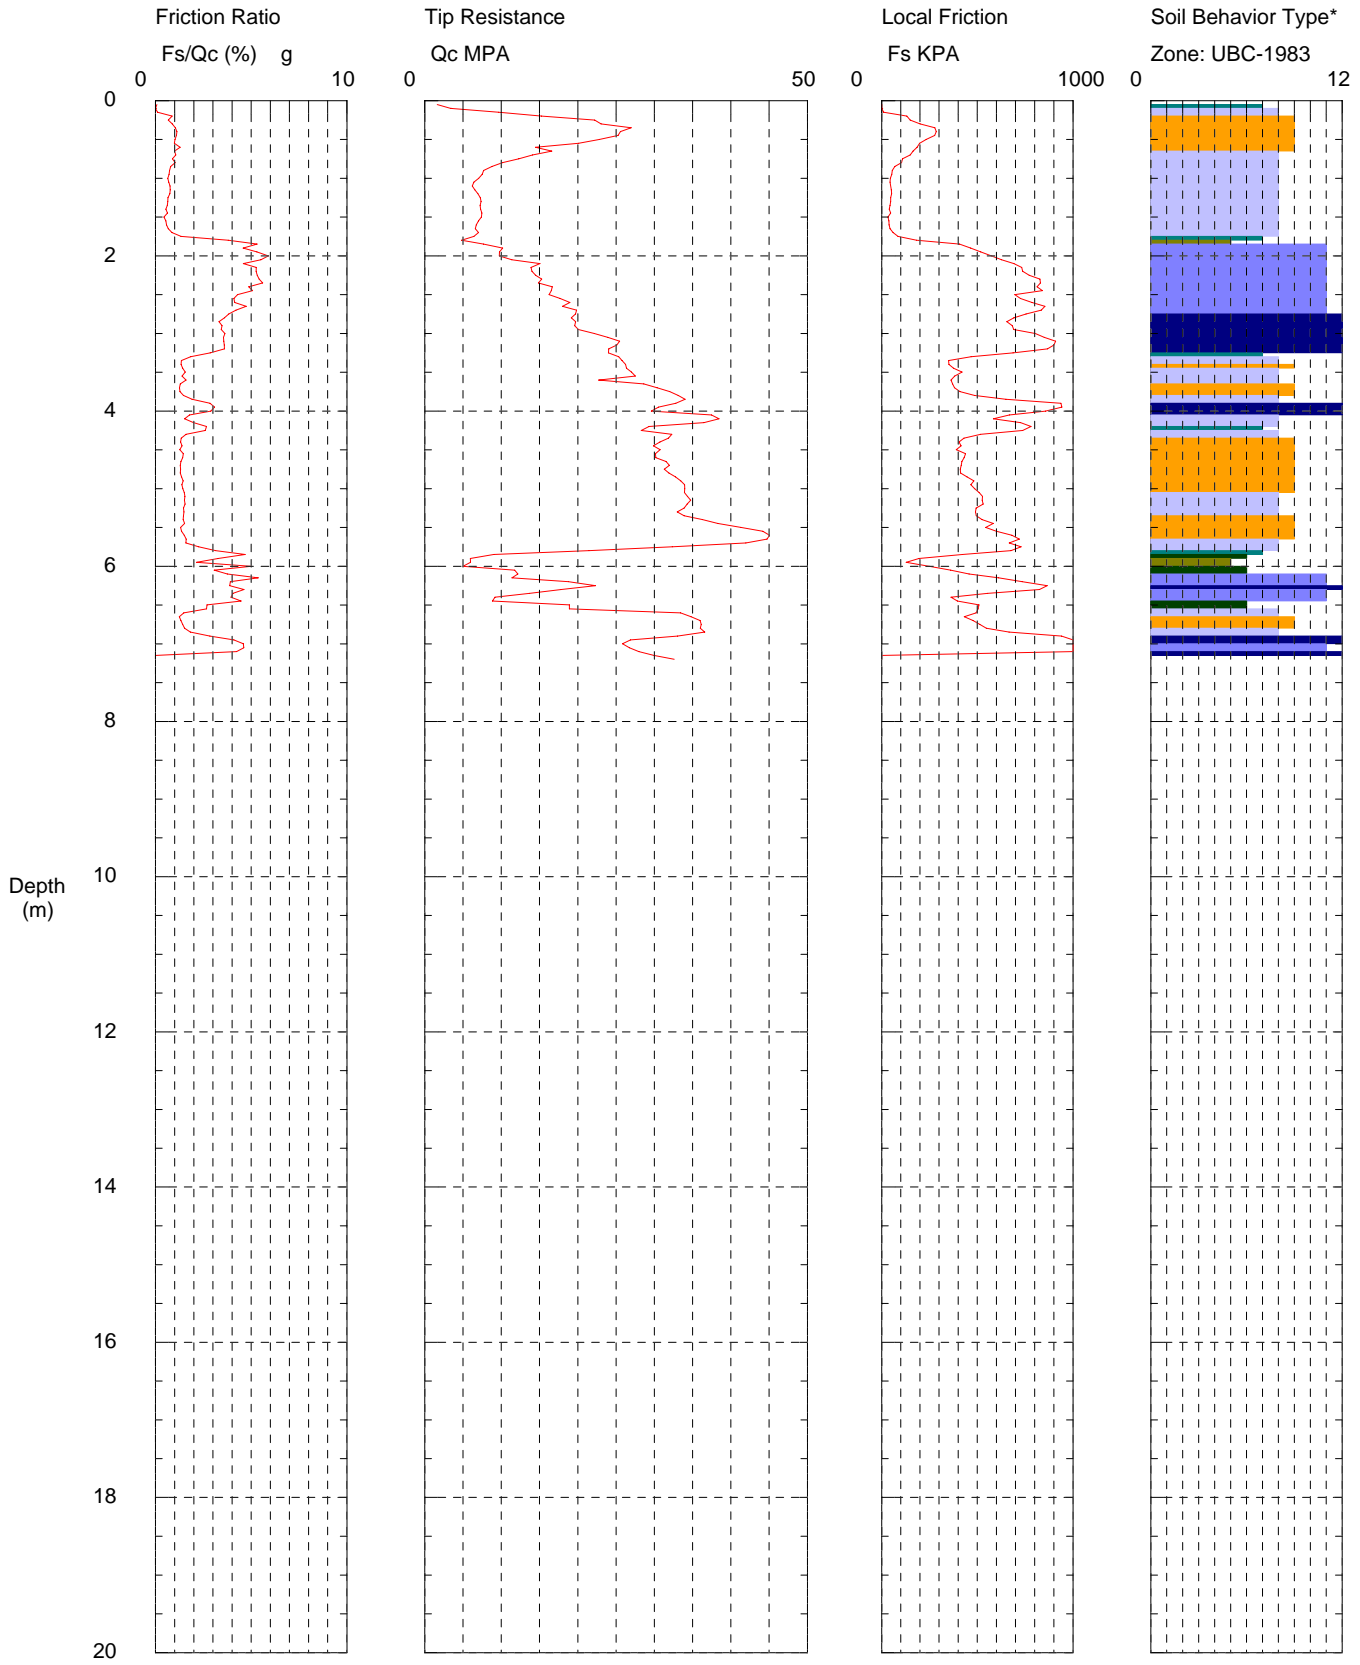 Friction Ratio
Tip Resistance
Local Friction
Soil Behavior Type*
Fs/Qc (%) g
Qc MPA
Fs KPA
Zone: UBC-1983
0 10
0 50
0 1000
0 12
0
2
4
6
8
10
Depth
(m)
12
14
16
18
20